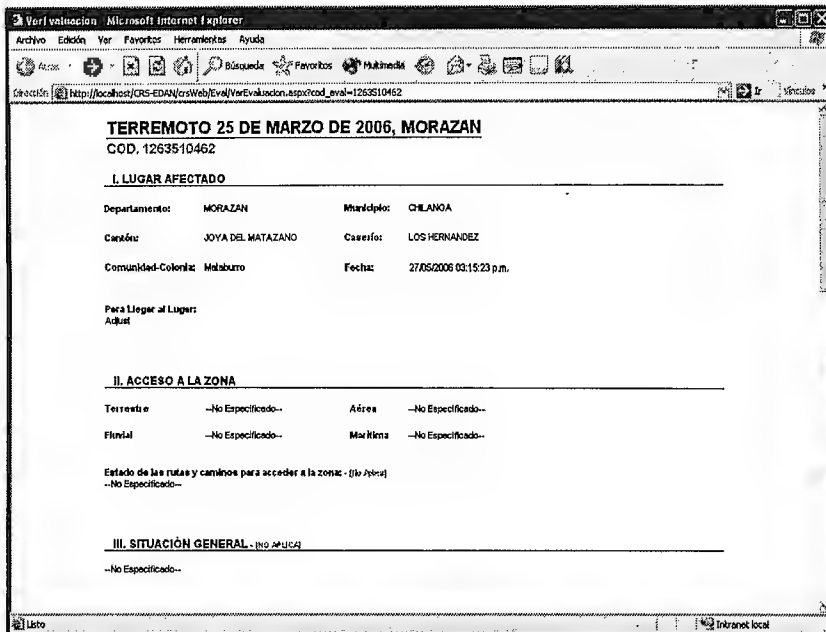 VerEvaluacion - Microsoft Internet Explorer
Archivo Edición Ver Favoritos Herramientas Ayuda
Atrás Búsqueda Favoritos Multimedia
Dirección http://localhost/CRS-EDAN/crsWeb/Eval/VerEvaluacion.aspx?cod_eval=1263510462 Ir Vínculos
TERREMOTO 25 DE MARZO DE 2006, MORAZAN
COD. 1263510462
I. LUGAR AFECTADO
Departamento: MORAZAN Municipio: CHILANGA
Cantón: JOYA DEL MATAZANO Caserío: LOS HERNANDEZ
Comunidad-Colonia: Mataburro Fecha: 27/05/2006 03:15:23 p.m.
Para Llegar al Lugar:
Adjust
II. ACCESO A LA ZONA
Terrestre --No Especificado-- Aérea --No Especificado--
Fluvial --No Especificado-- Marítima --No Especificado--
Estado de las rutas y caminos para acceder a la zona: - [No Aplica]
--No Especificado--
III. SITUACIÓN GENERAL - [NO APLICA]
--No Especificado--
Listo Intranet local